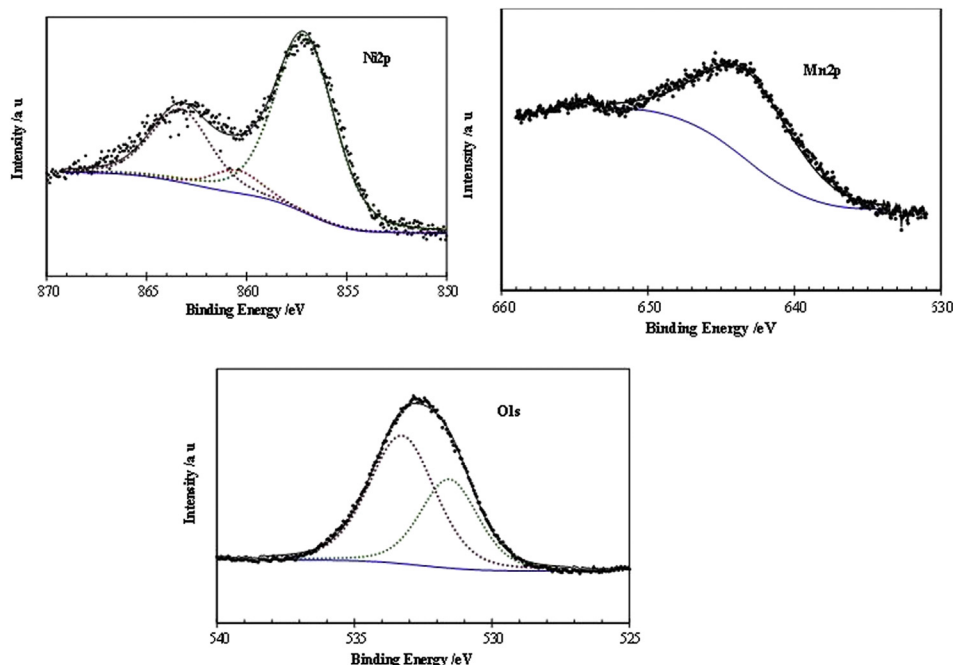 Ni2p
Intensity /a u
870
865
860
855
850
Binding Energy /eV
Mn2p
Intensity /a u
660
650
640
530
Binding Energy /eV
O1s
Intensity /a u
540
535
530
525
Binding Energy /eV